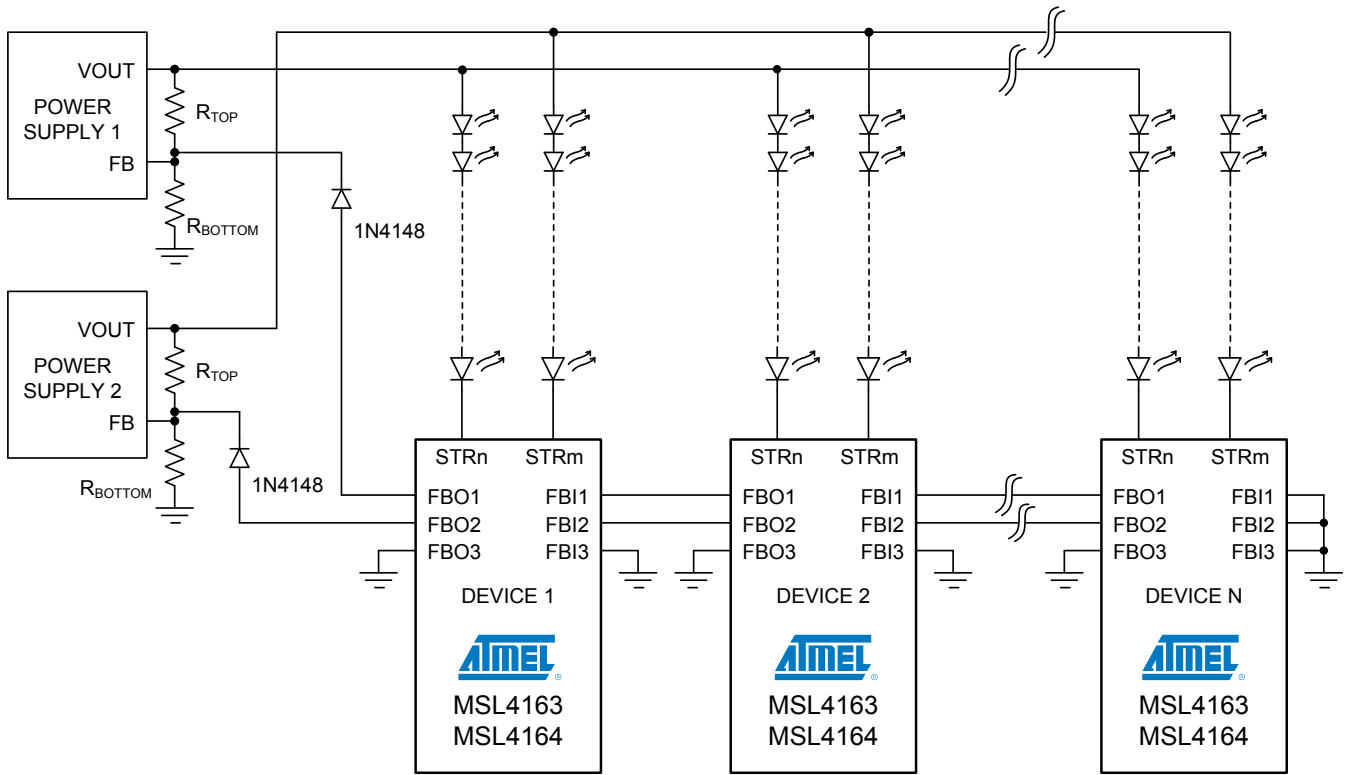 VOUT
POWER
SUPPLY 1
FB
RTOP
RBOTTOM
1N4148
VOUT
POWER
SUPPLY 2
FB
RTOP
RBOTTOM
1N4148
STRn STRm
FBO1 FBI1
FBO2 FBI2
FBO3 FBI3
DEVICE 1
ATMEL ®
MSL4163
MSL4164
STRn STRm
FBO1 FBI1
FBO2 FBI2
FBO3 FBI3
DEVICE 2
ATMEL ®
MSL4163
MSL4164
STRn STRm
FBO1 FBI1
FBO2 FBI2
FBO3 FBI3
DEVICE N
ATMEL ®
MSL4163
MSL4164